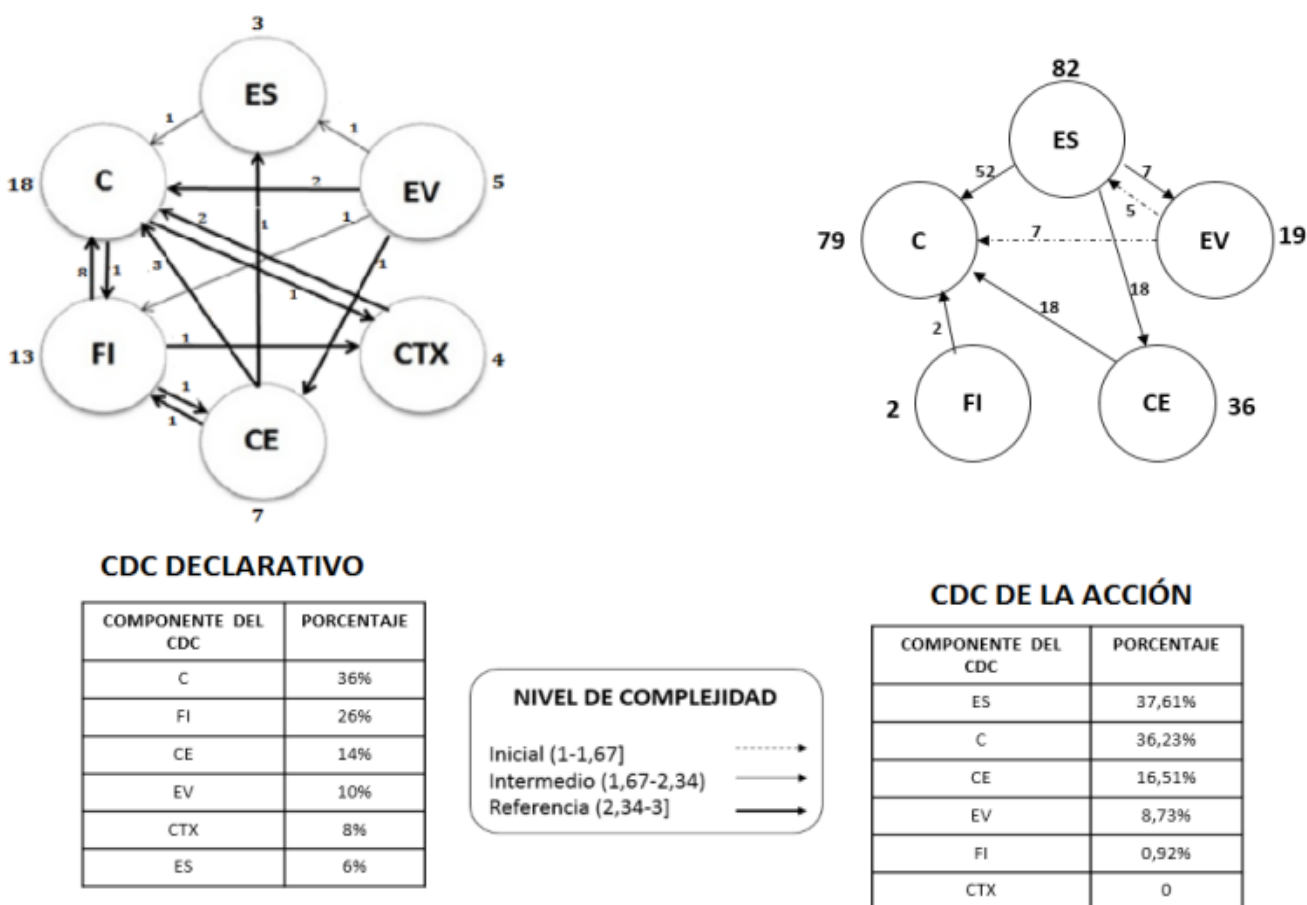 3
ES
1
1
C
18
2
EV
5
1
2
1
1
3
1
8
1
1
FI
13
1
CTX
4
1
1
CE
7
CDC DECLARATIVO
COMPONENTE DEL CDC PORCENTAJE
C 36%
FI 26%
CE 14%
EV 10%
CTX 8%
ES 6%
NIVEL DE COMPLEJIDAD
Inicial (1-1,67]
Intermedio (1,67-2,34)
Referencia (2,34-3]
82
ES
52
7
5
79
C
7
EV
19
18
18
2
2
FI
CE
36
CDC DE LA ACCIÓN
COMPONENTE DEL CDC PORCENTAJE
ES 37,61%
C 36,23%
CE 16,51%
EV 8,73%
FI 0,92%
CTX 0